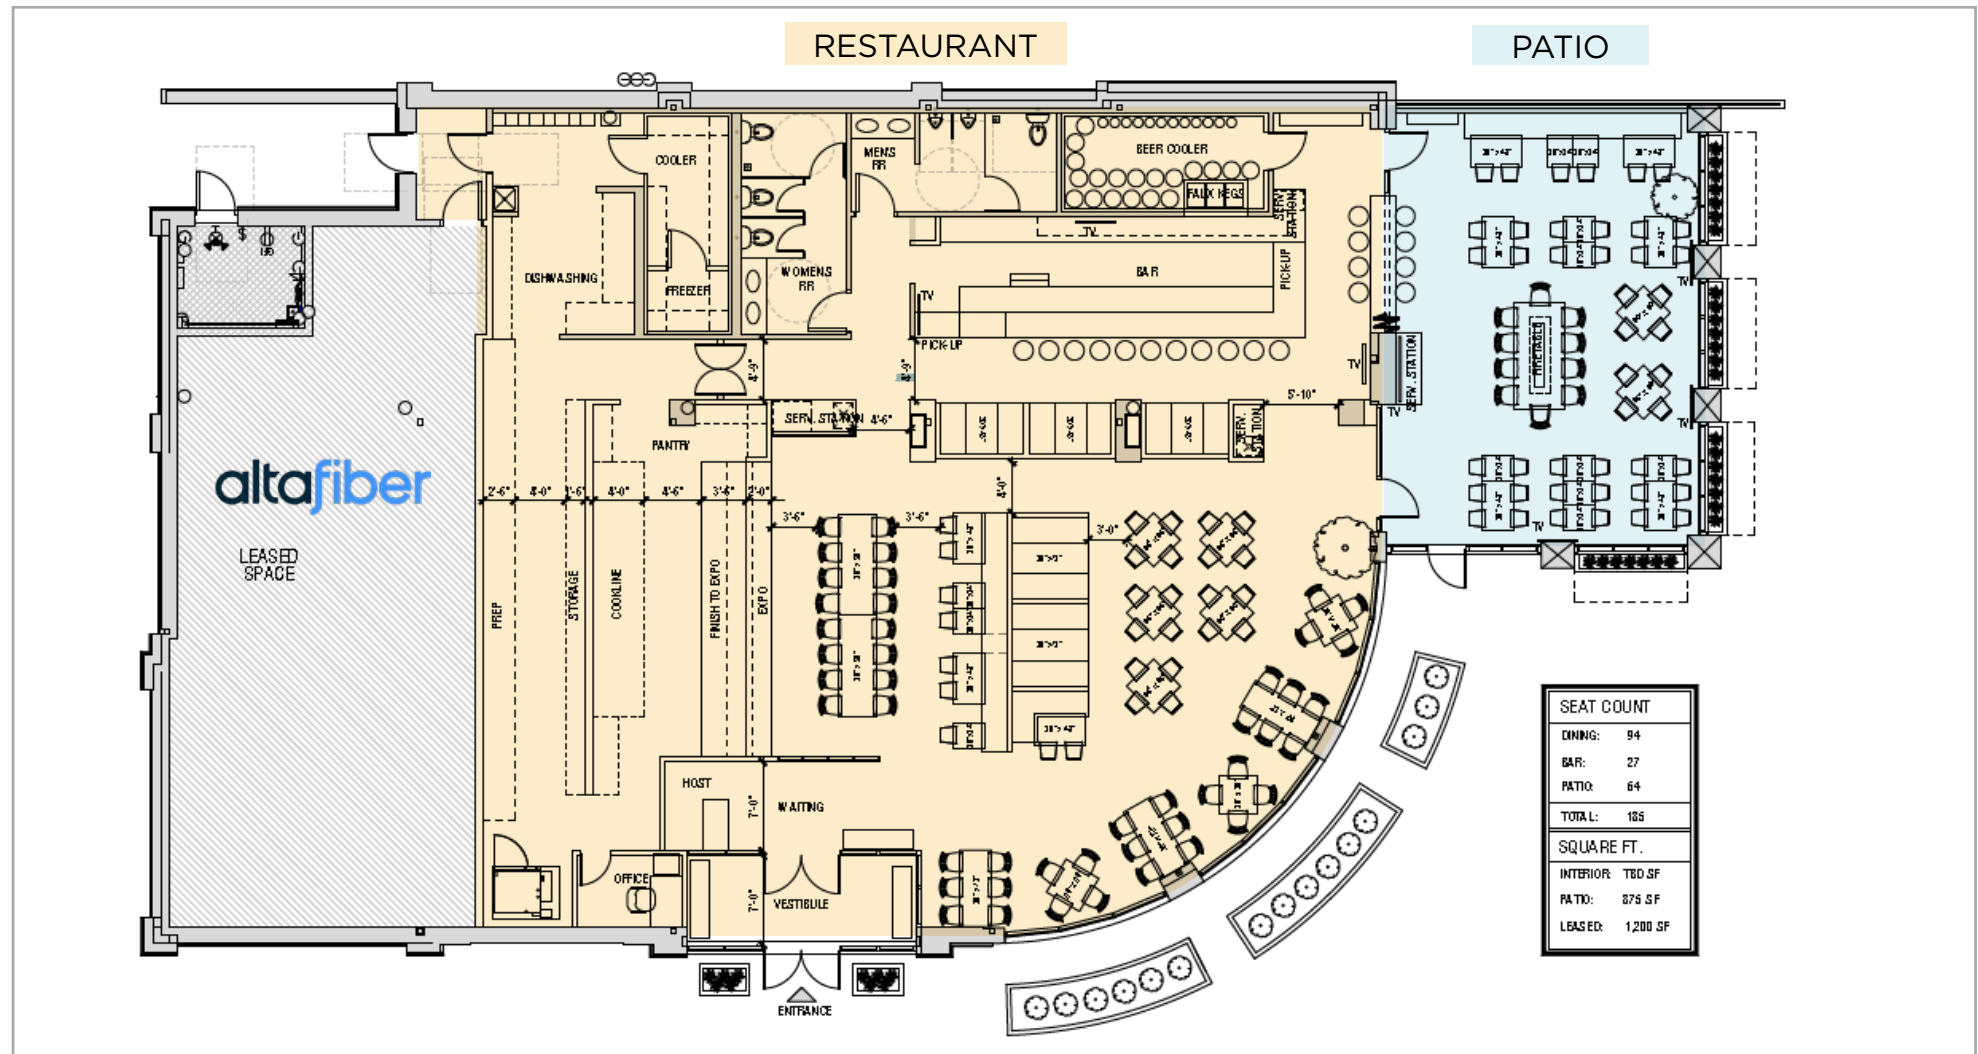 RESTAURANT
PATIO
COOLER
MEN'S
RR
BEER COOLER
FAUX KEGS
SERV.
STATION
TV
DISHWASHING
FREEZER
WOMENS
RR
BAR
PICK-UP
TV
TV
PICK-UP
4'-9"
4'-9"
TV
SERV. STATION
TV
TV
FIRETABLE
TV
SERV. STATION
4'-6"
SERV.
STATION
5'-10"
PANTRY
altafiber
LEASED
SPACE
2'-6"
4'-0"
4'-0"
4'-6"
3'-6"
2'-0"
3'-6"
3'-6"
4'-0"
3'-0"
TV
PREP
STORAGE
COOKLINE
FINISH TO EXPO
EXPO
HOST
7'-0"
WAITING
OFFICE
7'-0"
VESTIBULE
ENTRANCE
SEAT COUNT
DINING: 94
BAR: 27
PATIO: 64
TOTAL: 185
SQUARE FT.
INTERIOR: TBD SF
PATIO: 875 SF
LEASED: 1,200 SF